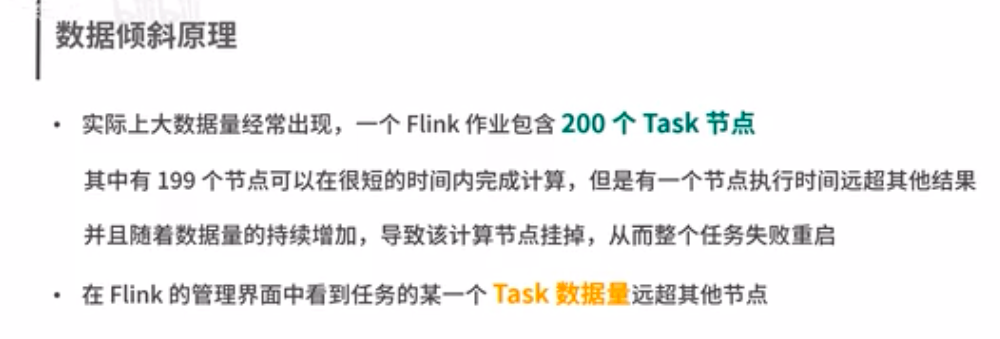 数据倾斜原理
• 实际上大数据量经常出现，一个 Flink 作业包含 200 个 Task 节点
其中有 199 个节点可以在很短的时间内完成计算，但是有一个节点执行时间远超其他结果
并且随着数据量的持续增加，导致该计算节点挂掉，从而整个任务失败重启
• 在 Flink 的管理界面中看到任务的某一个 Task 数据量远超其他节点